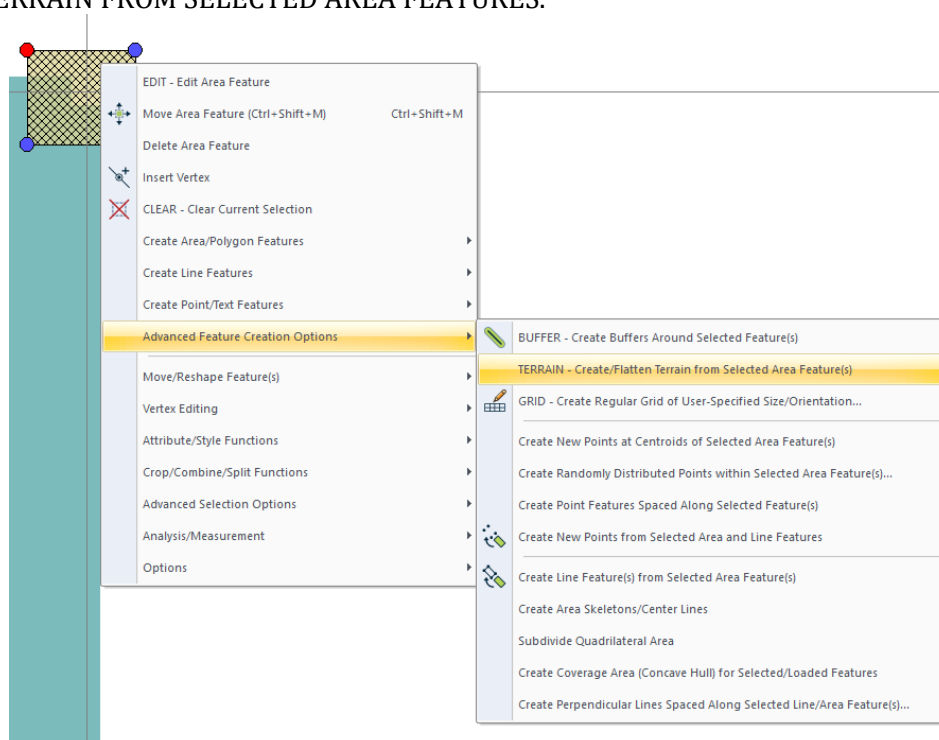 TERRAIN FROM SELECTED AREA FEATURES.
EDIT - Edit Area Feature
Move Area Feature (Ctrl+Shift+M) Ctrl+Shift+M
Delete Area Feature
Insert Vertex
CLEAR - Clear Current Selection
Create Area/Polygon Features
Create Line Features
Create Point/Text Features
Advanced Feature Creation Options
Move/Reshape Feature(s)
Vertex Editing
Attribute/Style Functions
Crop/Combine/Split Functions
Advanced Selection Options
Analysis/Measurement
Options
BUFFER - Create Buffers Around Selected Feature(s)
TERRAIN - Create/Flatten Terrain from Selected Area Feature(s)
GRID - Create Regular Grid of User-Specified Size/Orientation...
Create New Points at Centroids of Selected Area Feature(s)
Create Randomly Distributed Points within Selected Area Feature(s)...
Create Point Features Spaced Along Selected Feature(s)
Create New Points from Selected Area and Line Features
Create Line Feature(s) from Selected Area Feature(s)
Create Area Skeletons/Center Lines
Subdivide Quadrilateral Area
Create Coverage Area (Concave Hull) for Selected/Loaded Features
Create Perpendicular Lines Spaced Along Selected Line/Area Feature(s)...